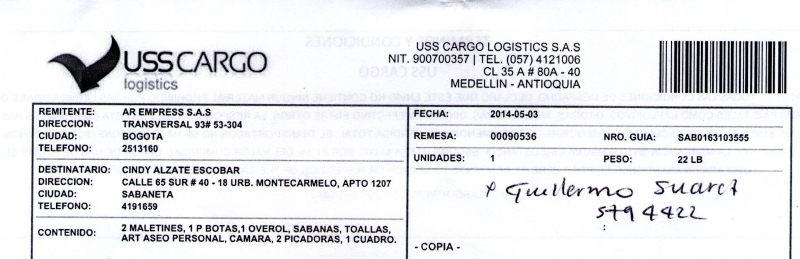 USSCARGO
logistics
USS CARGO LOGISTICS S.A.S
NIT. 900700357 | TEL. (057) 4121006
CL 35 A # 80A - 40
MEDELLIN - ANTIOQUIA
REMITENTE: AR EMPRESS S.A.S
DIRECCION: TRANSVERSAL 93# 53-304
CIUDAD: BOGOTA
TELEFONO: 2513160
DESTINATARIO: CINDY ALZATE ESCOBAR
DIRECCION: CALLE 65 SUR # 40 - 18 URB. MONTECARMELO, APTO 1207
CIUDAD: SABANETA
TELEFONO: 4191659
CONTENIDO: 2 MALETINES, 1 P BOTAS,1 OVEROL, SABANAS, TOALLAS,
ART ASEO PERSONAL, CAMARA, 2 PICADORAS, 1 CUADRO.
FECHA: 2014-05-03
REMESA: 00090536 NRO. GUIA: SAB0163103555
UNIDADES: 1 PESO: 22 LB
Guillermo Suarez
5794422
:
- COPIA -